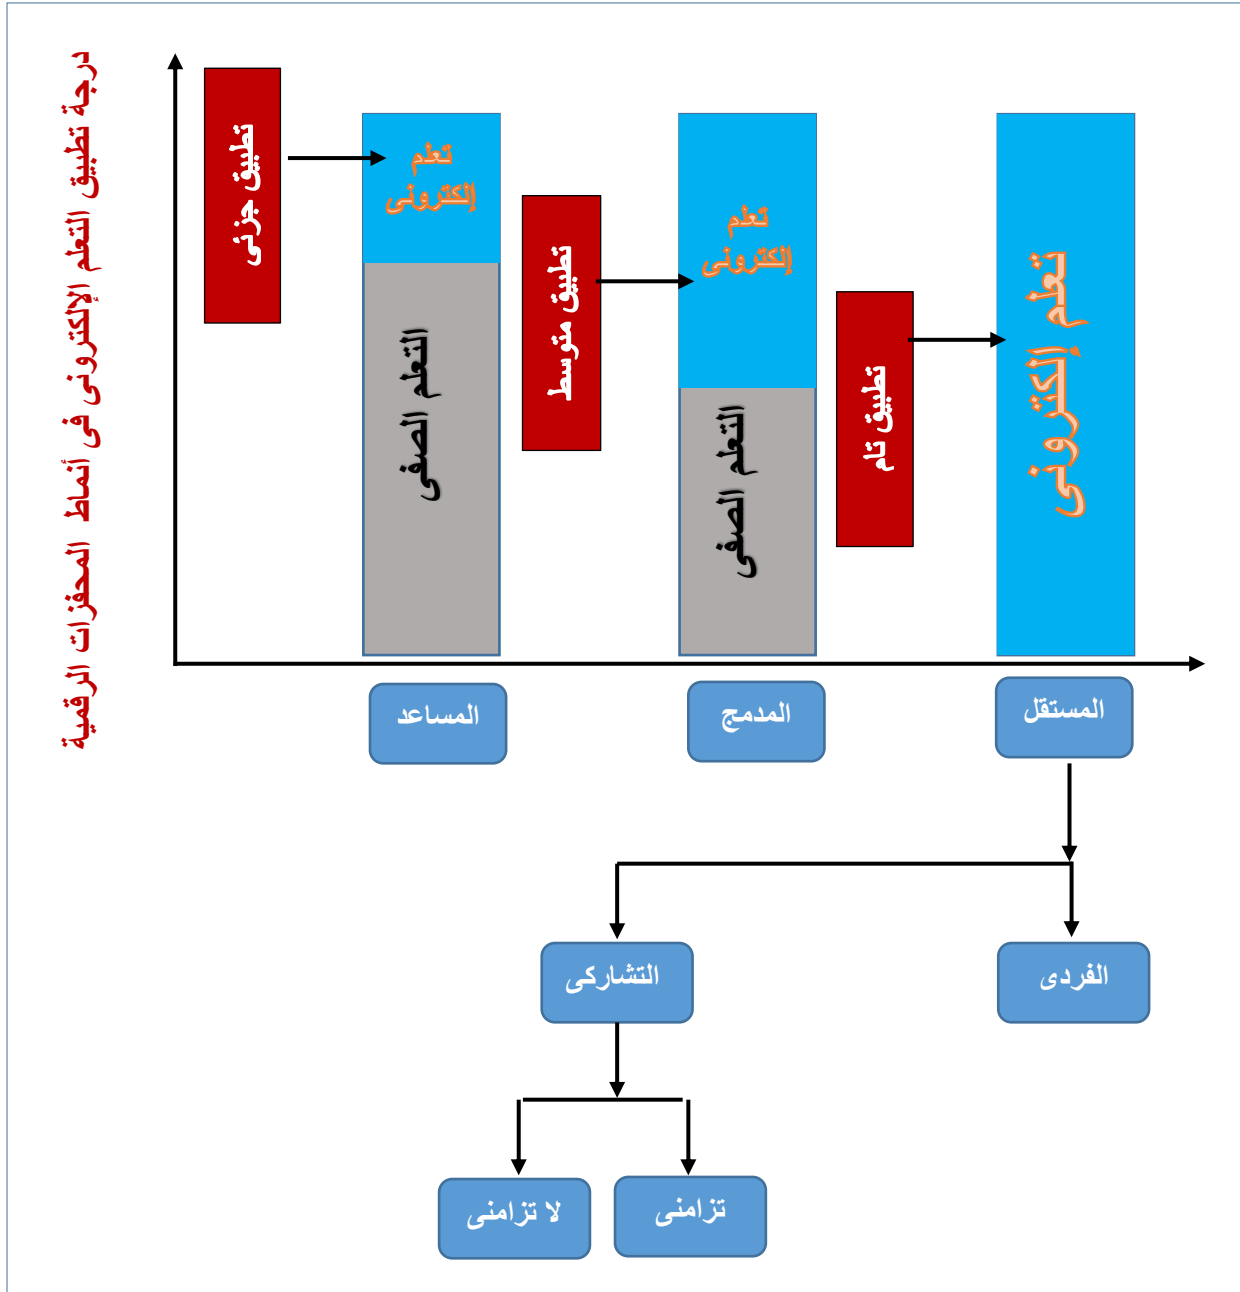 درجة تطبيق التعلم الإلكترونى فى أنماط المحفزات الرقمية
تطبيق جزئى
تعلم
إلكترونى
التعلم الصفى
تطبيق متوسط
تعلم
إلكترونى
التعلم الصفى
تطبيق تام
تعلم إلكترونى
المساعد
المدمج
المستقل
التشاركى
الفردى
لا تزامنى
تزامنى